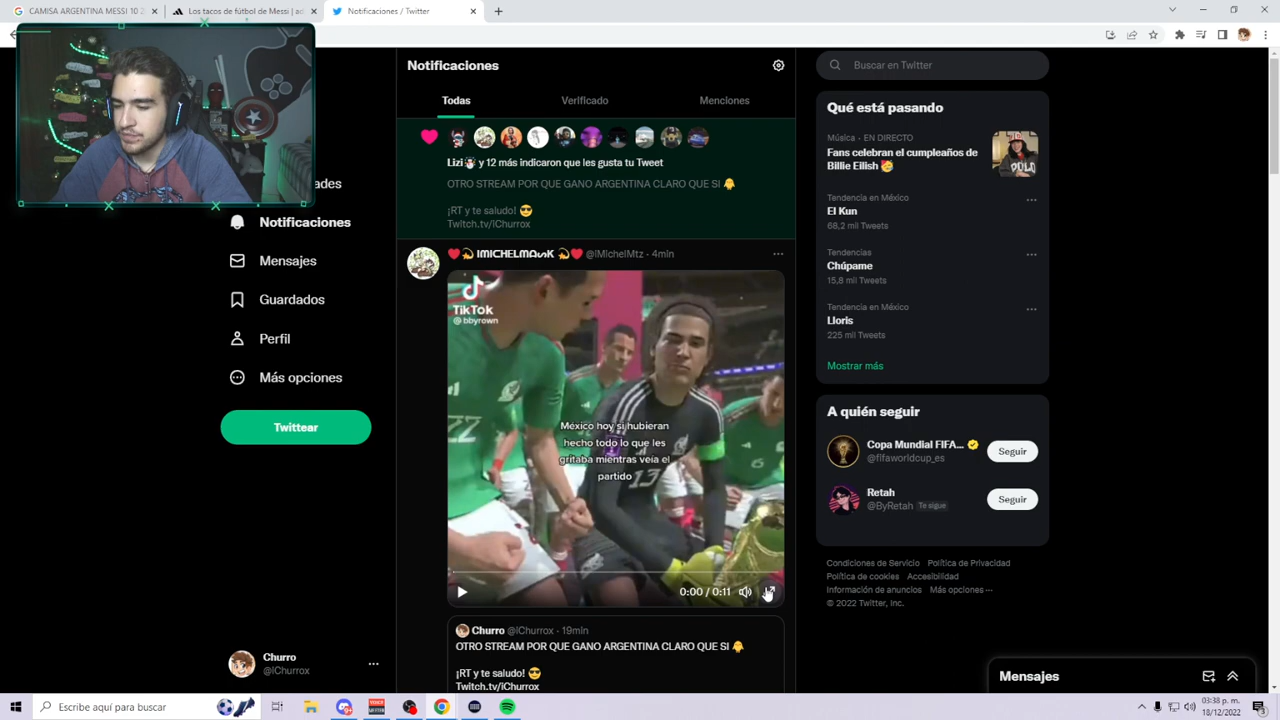 CAMISA ARGENTINA MESSI 10 2
Los tacos de fútbol de Messi | ad
Notificaciones / Twitter
Notificaciones
Buscar en Twitter
Todas
Verificado
Menciones
Lizi y 12 más indicaron que les gusta tu Tweet
OTRO STREAM POR QUE GANO ARGENTINA CLARO QUE SI
¡RT y te saludo!
Twitch.tv/IChurrox
ades
Notificaciones
Mensajes
Guardados
Perfil
Más opciones
Twittear
Churro
@IChurrox
IMICHELMASK @IMichelMtz · 4min
TikTok
@bbyrown
México hoy si hubieran
hecho todo lo que les
gritaba mientras veía el
partido
13
0:00 / 0:11
Churro @IChurrox · 19min
OTRO STREAM POR QUE GANO ARGENTINA CLARO QUE SI
¡RT y te saludo!
Twitch.tv/IChurrox
Qué está pasando
Música · EN DIRECTO
Fans celebran el cumpleaños de
Billie Eilish
Tendencia en México
El Kun
68,2 mil Tweets
Tendencias
Chúpame
15,8 mil Tweets
Tendencia en México
Lloris
225 mil Tweets
Mostrar más
A quién seguir
Copa Mundial FIFA...
@fifaworldcup_es
Seguir
Retah
@ByRetah Te sigue
Seguir
Condiciones de Servicio Política de Privacidad
Política de cookies Accesibilidad
Información de anuncios Más opciones ···
© 2022 Twitter, Inc.
Mensajes
Escribe aquí para buscar
03:38 p. m.
18/12/2022
3